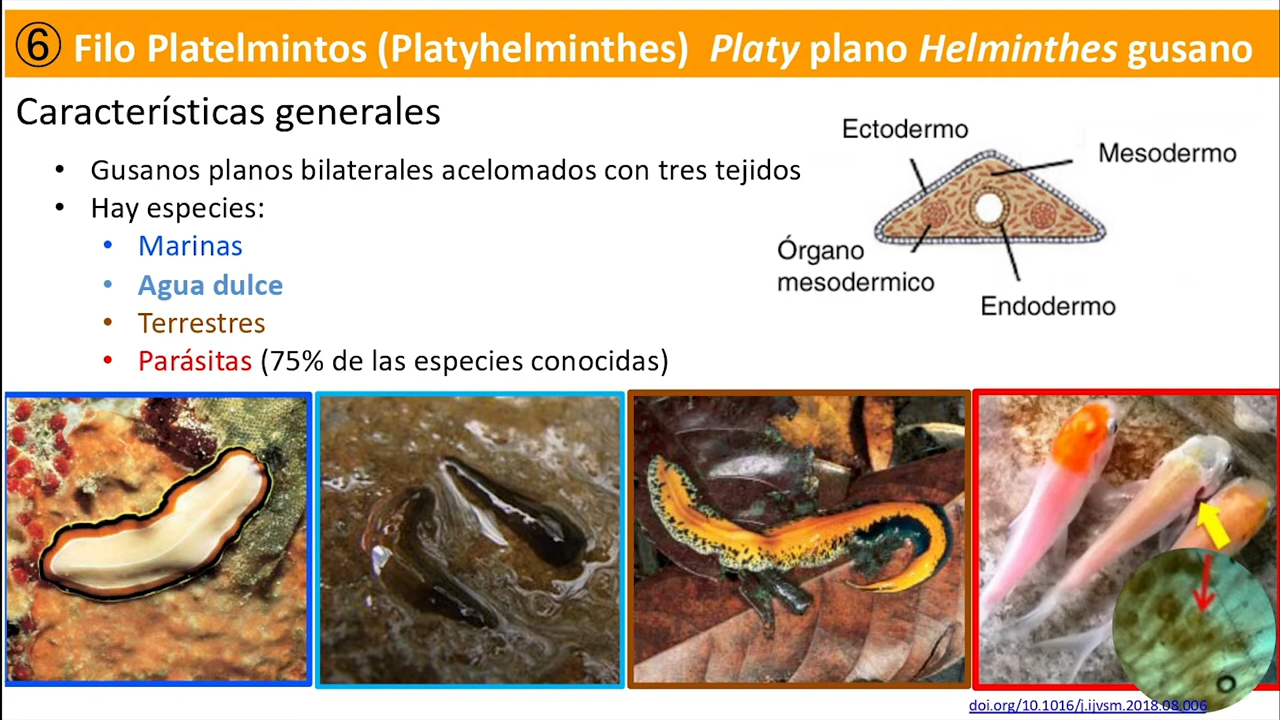 ⑥ Filo Platelmintos (Platyhelminthes) Platy plano Helminthes gusano
Características generales
• Gusanos planos bilaterales acelomados con tres tejidos
• Hay especies:
• Marinas
• Agua dulce
• Terrestres
• Parásitas (75% de las especies conocidas)
Ectodermo
Mesodermo
Órgano
mesodermico
Endodermo
doi.org/10.1016/j.ijvsm.2018.08.006